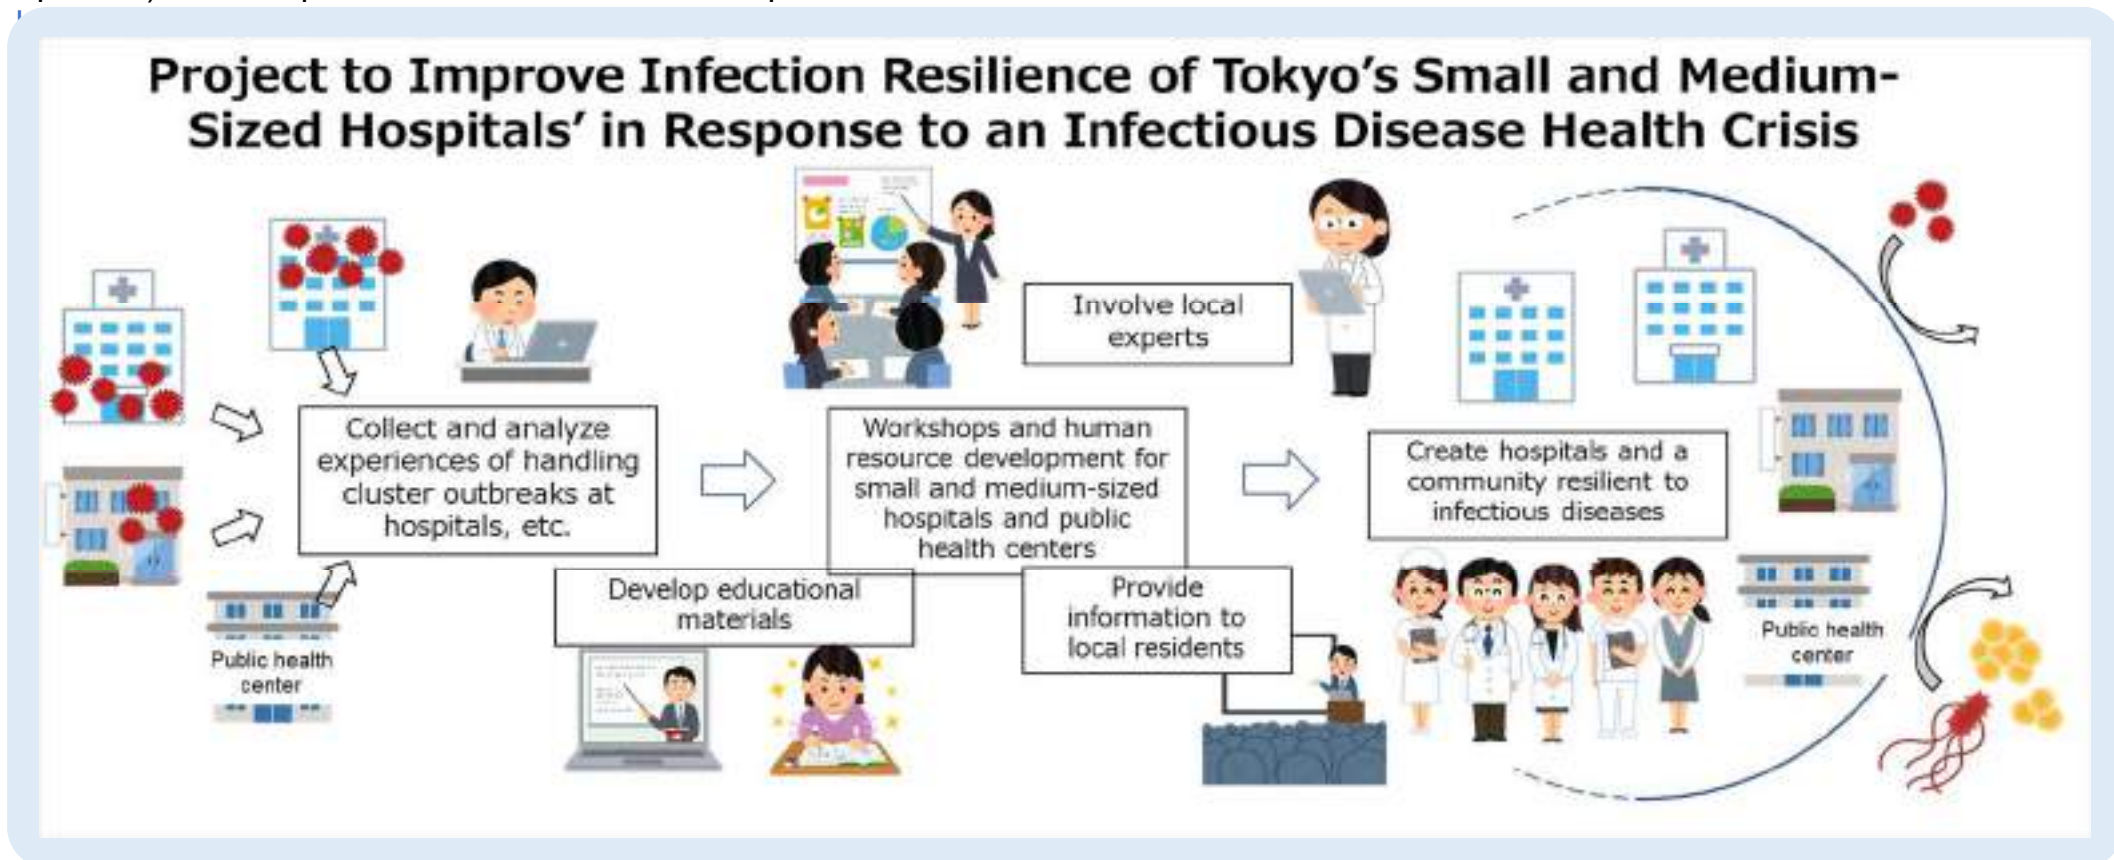 Project to Improve Infection Resilience of Tokyo’s Small and Medium-
Sized Hospitals’ in Response to an Infectious Disease Health Crisis
Involve local
experts
Collect and analyze
experiences of handling
cluster outbreaks at
hospitals, etc.
Workshops and human
resource development for
small and medium-sized
hospitals and public
health centers
Create hospitals and a
community resilient to
infectious diseases
Develop educational
materials
Provide
information to
local residents
Public health
center
Public health
center